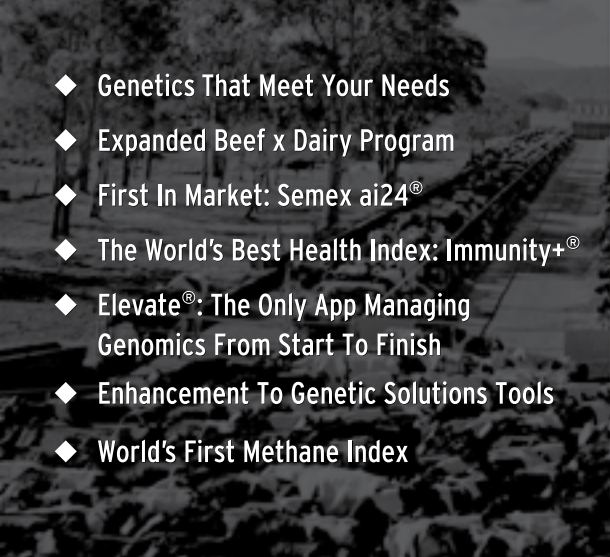 ◆ Genetics That Meet Your Needs
◆ Expanded Beef x Dairy Program
◆ First In Market: Semex ai24®
◆ The World's Best Health Index: Immunity+®
◆ Elevate®: The Only App Managing
Genomics From Start To Finish
◆ Enhancement To Genetic Solutions Tools
◆ World's First Methane Index